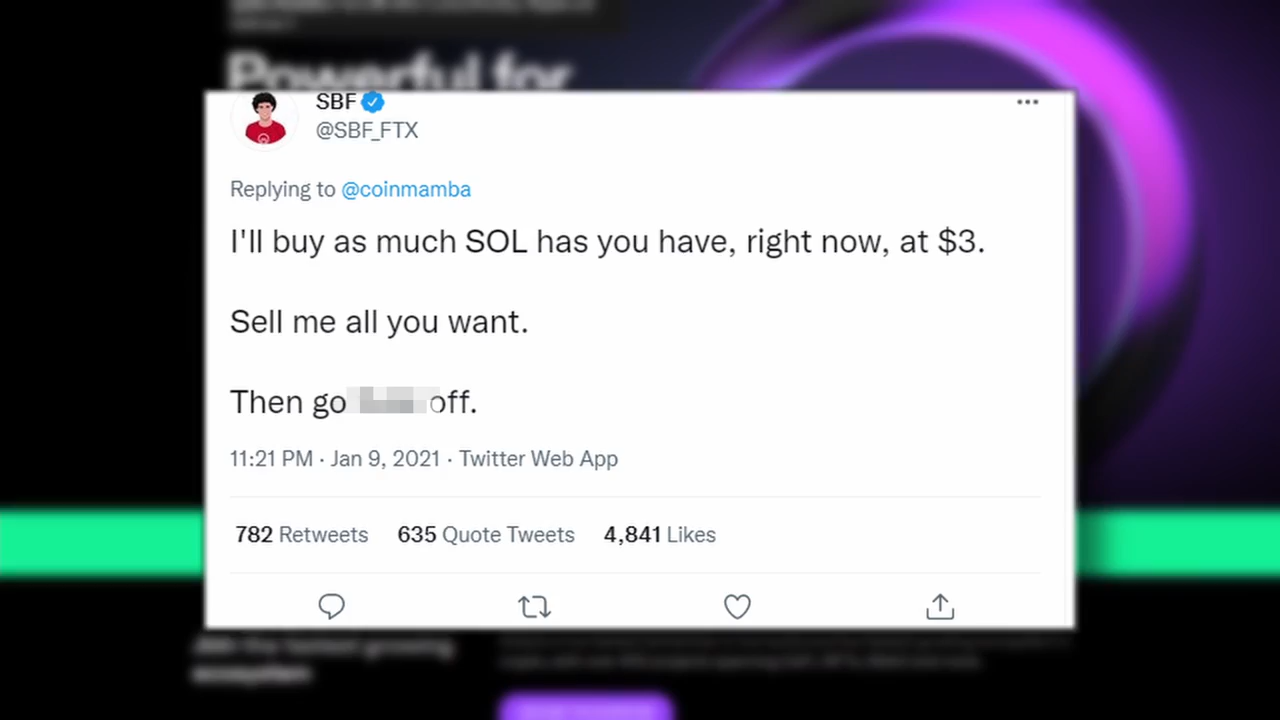 Powerful for
SBF
@SBF_FTX
Replying to @coinmamba
I'll buy as much SOL has you have, right now, at $3.
Sell me all you want.
Then go off.
11:21 PM · Jan 9, 2021 · Twitter Web App
782 Retweets 635 Quote Tweets 4,841 Likes